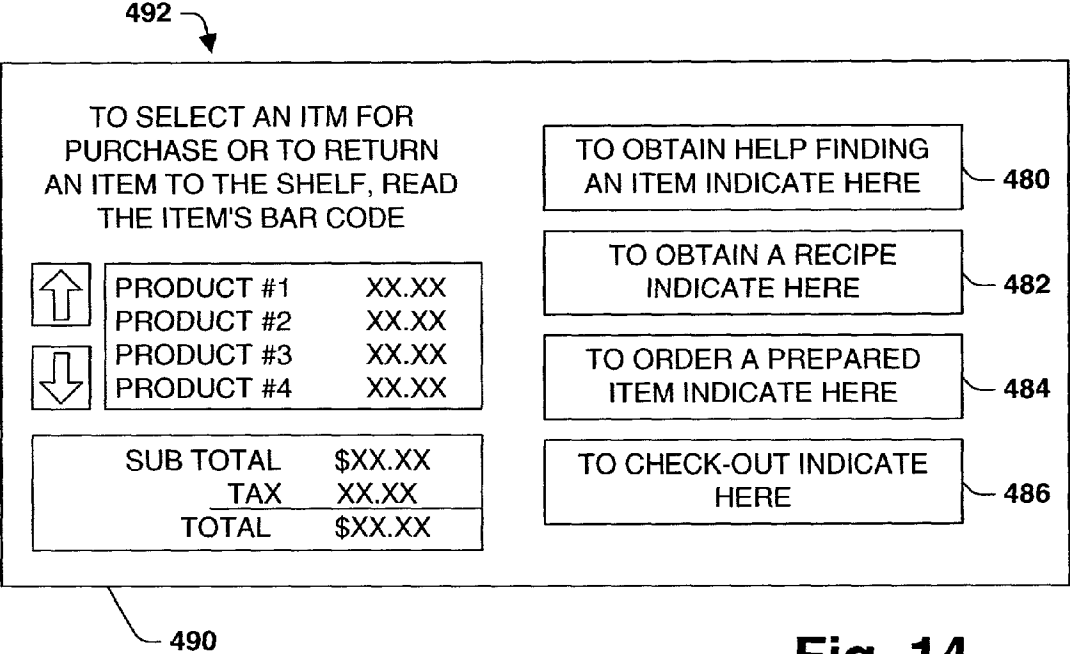 492
TO SELECT AN ITM FOR
PURCHASE OR TO RETURN
AN ITEM TO THE SHELF, READ
THE ITEM'S BAR CODE
PRODUCT #1 XX.XX
PRODUCT #2 XX.XX
PRODUCT #3 XX.XX
PRODUCT #4 XX.XX
SUB TOTAL $XX.XX
TAX XX.XX
TOTAL $XX.XX
TO OBTAIN HELP FINDING
AN ITEM INDICATE HERE
480
TO OBTAIN A RECIPE
INDICATE HERE
482
TO ORDER A PREPARED
ITEM INDICATE HERE
484
TO CHECK-OUT INDICATE
HERE
486
490
Fig. 14